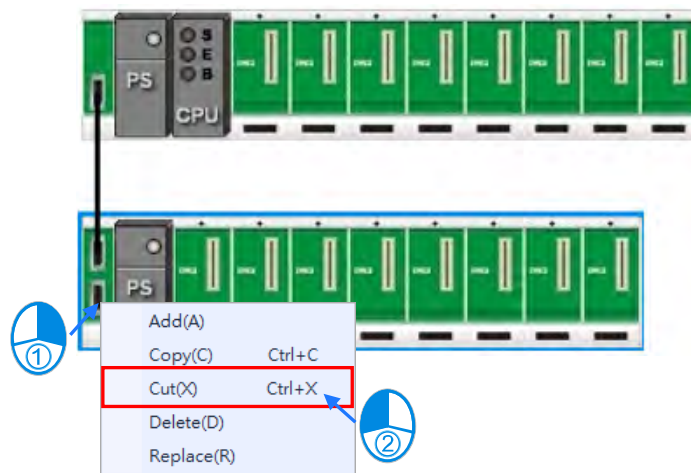 S
E
B
PS
CPU
PS
Add(A)
Copy(C) Ctrl+C
Cut(X) Ctrl+X
Delete(D)
Replace(R)
①
②